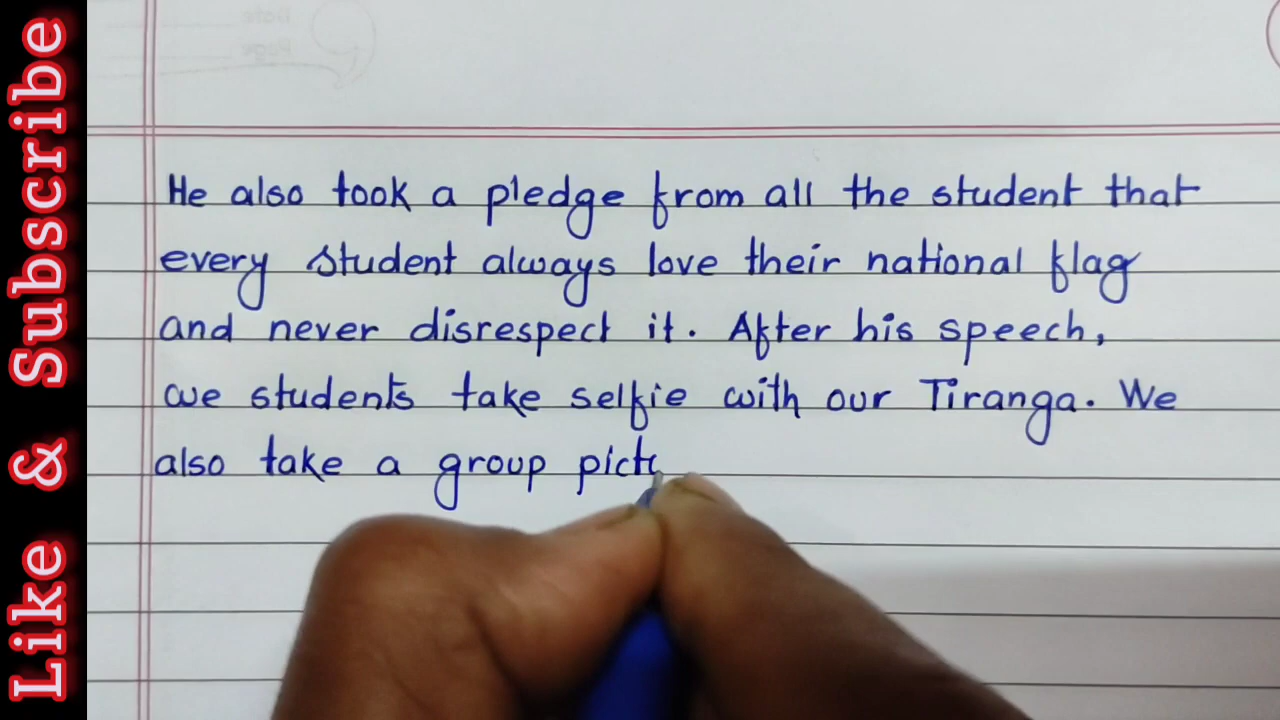 Like & Subscribe
He also took a pledge from all the student that
every student always love their national flag
and never disrespect it. After his speech,
we students take selfie with our Tiranga. We
also take a group pict